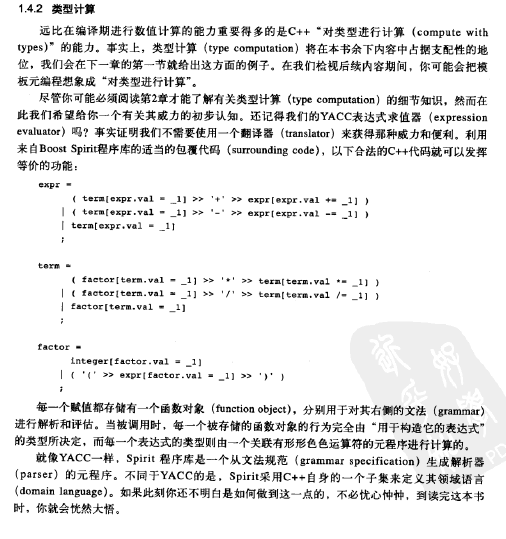 1.4.2 类型计算
远比在编译期进行数值计算的能力重要得多的是C++“对类型进行计算（compute with
types）”的能力。事实上，类型计算（type computation）将在本书余下内容中占据支配性的地
位，我们会在下一章的第一节就给出这方面的例子。在我们检视后续内容期间，你可能会把模
板元编程想象成“对类型进行计算”。
尽管你可能必须阅读第2章才能了解有关类型计算（type computation）的细节知识，然而在
此我们希望给你一个有关其威力的初步认知。还记得我们的YACC表达式求值器（expression
evaluator）吗？事实证明我们不需要使用一个翻译器（translator）来获得那种威力和便利。利用
来自Boost Spirit程序库的适当的包覆代码（surrounding code），以下合法的C++代码就可以发挥
等价的功能：
expr =
( term[expr.val = _1] >> '+' >> expr[expr.val += _1] )
| ( term[expr.val = _1] >> '-' >> expr[expr.val -= _1] )
| term[expr.val = _1]
;
term =
( factor[term.val = _1] >> '*' >> term[term.val *= _1] )
| ( factor[term.val = _1] >> '/' >> term[term.val /= _1] )
| factor[term.val = _1]
;
factor =
integer[factor.val = _1]
| ( '(' >> expr[factor.val = _1] >> ')' )
;
每一个赋值都存储有一个函数对象（function object），分别用于对其右侧的文法（grammar）
进行解析和评估。当被调用时，每一个被存储的函数对象的行为完全由“用于构造它的表达式”
的类型所决定，而每一个表达式的类型则由一个关联有形形色色运算符的元程序进行计算的。
就像YACC一样，Spirit 程序库是一个从文法规范（grammar specification）生成解析器
（parser）的元程序。不同于YACC的是，Spirit采用C++自身的一个子集来定义其领域语言
（domain language）。如果此刻你还不明白是如何做到这一点的，不必忧心忡忡，到读完这本书
时，你就会恍然大悟。